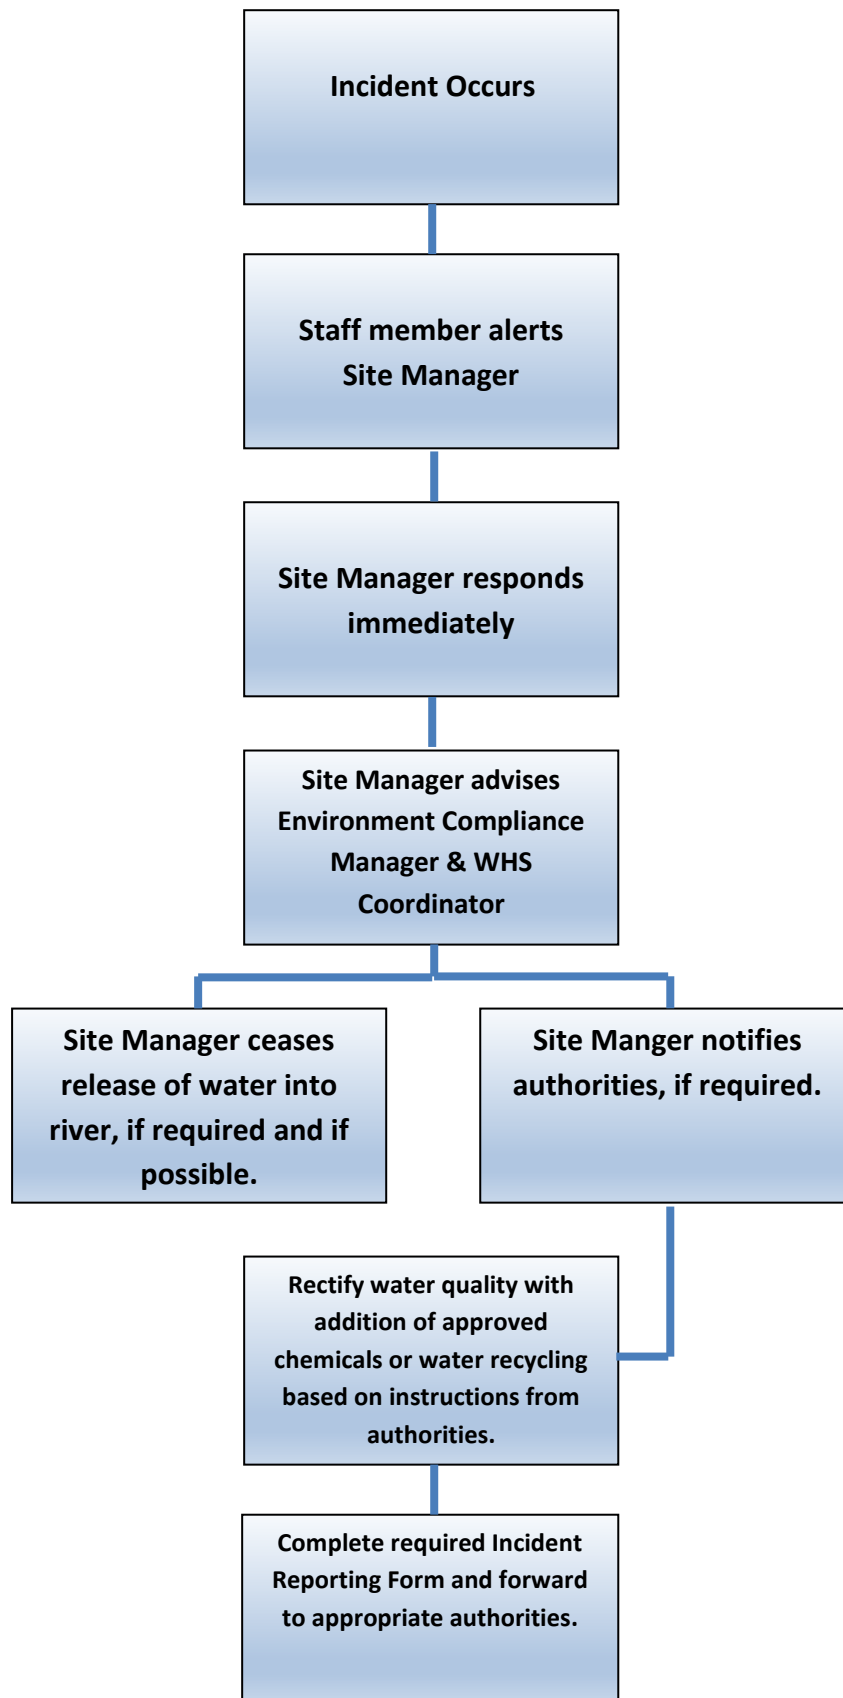 Incident Occurs
Staff member alerts
Site Manager
Site Manager responds
immediately
Site Manager advises
Environment Compliance
Manager & WHS
Coordinator
Site Manager ceases
release of water into
river, if required and if
possible.
Site Manger notifies
authorities, if required.
Rectify water quality with
addition of approved
chemicals or water recycling
based on instructions from
authorities.
Complete required Incident
Reporting Form and forward
to appropriate authorities.